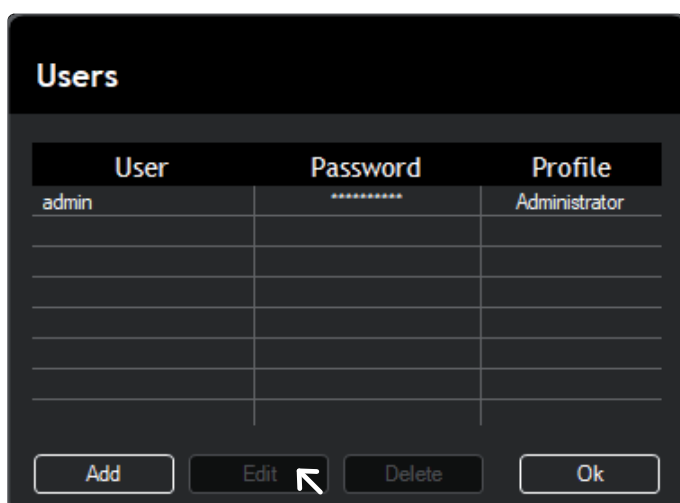 Users
User Password Profile
admin ********** Administrator
Add Edit Delete Ok